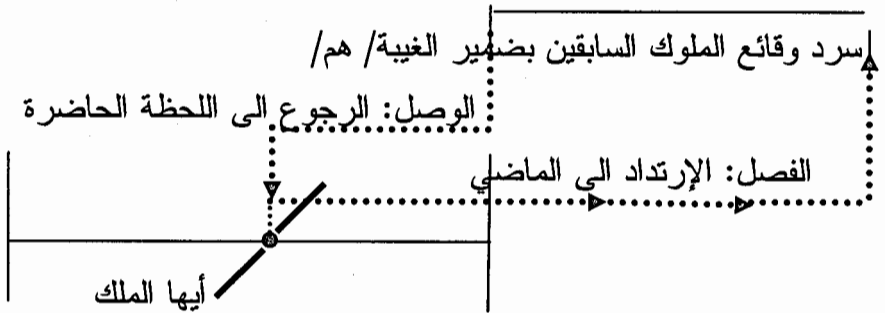 سرد وقائع الملوك السابقين بضمير الغيبة/ هم/
الوصل: الرجوع الى اللحظة الحاضرة
الفصل: الإرتداد الى الماضي
أيها الملك